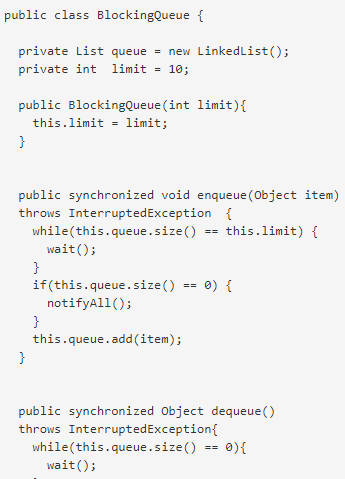 public class BlockingQueue {
private List queue = new LinkedList();
private int  limit = 10;
public BlockingQueue(int limit){
this.limit = limit;
}
public synchronized void enqueue(Object item)
throws InterruptedException  {
while(this.queue.size() == this.limit) {
wait();
}
if(this.queue.size() == 0) {
notifyAll();
}
this.queue.add(item);
}
public synchronized Object dequeue()
throws InterruptedException{
while(this.queue.size() == 0){
wait();